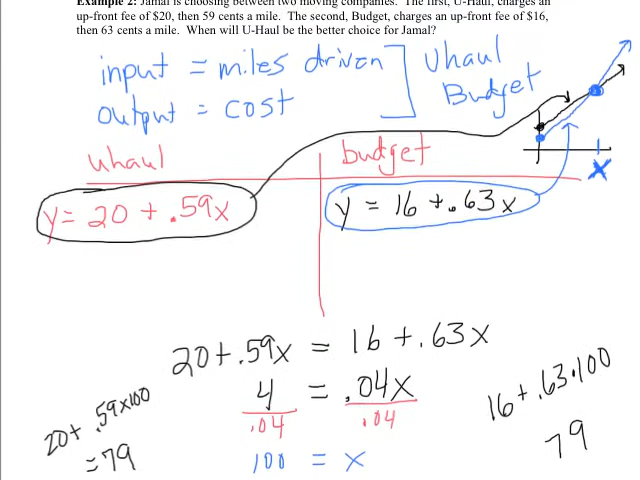 Example 2: Jamal is choosing between two moving companies. The first, U-Haul, charges an
up-front fee of $20, then 59 cents a mile. The second, Budget, charges an up-front fee of $16,
then 63 cents a mile. When will U-Haul be the better choice for Jamal?
input = miles driven ] Uhaul
output = cost Budget
x
uhaul budget
y = 20 + .59x y = 16 + .63x
20 + .59x = 16 + .63x
4 = .04x
.04 .04
100 = x
20 + .59x100
= 79
16 + .63·100
79